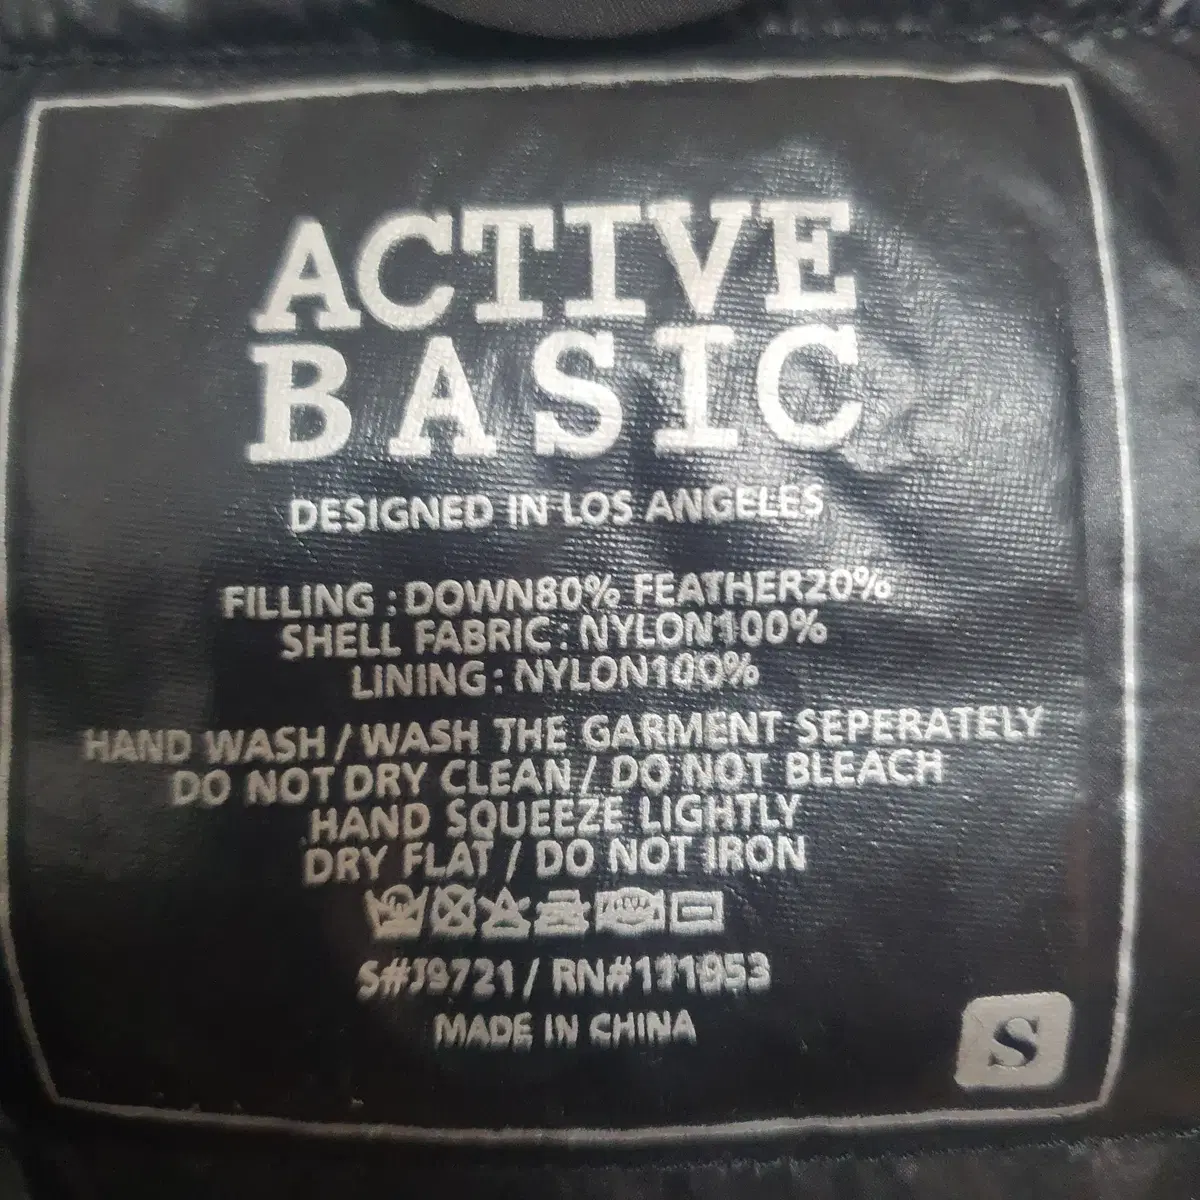 ACTIVE
BASIC
DESIGNED IN LOS ANGELES
FILLING : DOWN80% FEATHER20%
SHELL FABRIC : NYLON100%
LINING : NYLON100%
HAND WASH / WASH THE GARMENT SEPERATELY
DO NOT DRY CLEAN / DO NOT BLEACH
HAND SQUEEZE LIGHTLY
DRY FLAT / DO NOT IRON
S#J9721 / RN#111953
MADE IN CHINA
S